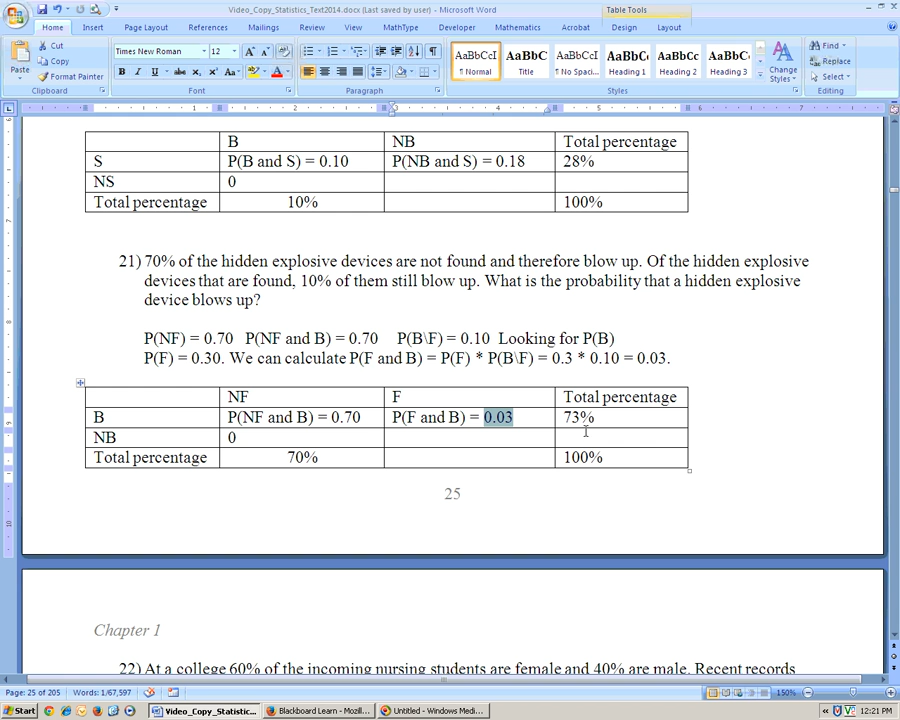 Video_Copy_Statistics_Text2014.docx (Last saved by user) - Microsoft Word
Table Tools
Home Insert Page Layout References Mailings Review View MathType Developer Mathematics Acrobat Design Layout
Paste
Cut
Copy
Format Painter
Clipboard
Times New Roman 12
Font
Paragraph
AaBbCcI AaBbC AaBbCcI AaBbC AaBbCc AaBbCc
¶ Normal Title ¶ No Spaci... Heading 1 Heading 2 Heading 3
Change Styles
Styles
Find
Replace
Select
Editing
B NB Total percentage
S P(B and S) = 0.10 P(NB and S) = 0.18 28%
NS 0
Total percentage 10% 100%
21) 70% of the hidden explosive devices are not found and therefore blow up. Of the hidden explosive
devices that are found, 10% of them still blow up. What is the probability that a hidden explosive
device blows up?
P(NF) = 0.70 P(NF and B) = 0.70 P(B\F) = 0.10 Looking for P(B)
P(F) = 0.30. We can calculate P(F and B) = P(F) * P(B\F) = 0.3 * 0.10 = 0.03.
NF F Total percentage
B P(NF and B) = 0.70 P(F and B) = 0.03 73%
NB 0
Total percentage 70% 100%
25
Chapter 1
22) At a college 60% of the incoming nursing students are female and 40% are male. Recent records
Page: 25 of 205 Words: 1/67,597 150%
Start Video_Copy_Statistic... Blackboard Learn - Mozill... Untitled - Windows Medi... 12:21 PM